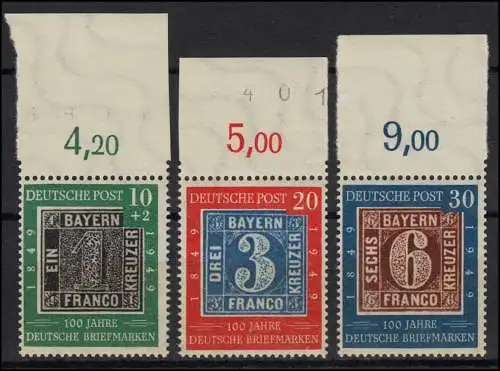 4,20
DEUTSCHE POST 10
+2
1849
BAYERN
EIN
1
KREUZER
FRANCO
1949
100 JAHRE
DEUTSCHE BRIEFMARKEN
4 0 1
5,00
DEUTSCHE POST 20
1849
BAYERN
DREI
3
KREUZER
FRANCO
1949
100 JAHRE
DEUTSCHE BRIEFMARKEN
9,00
DEUTSCHE POST 30
1849
BAYERN
SECHS
6
KREUZER
FRANCO
1949
100 JAHRE
DEUTSCHE BRIEFMARKEN